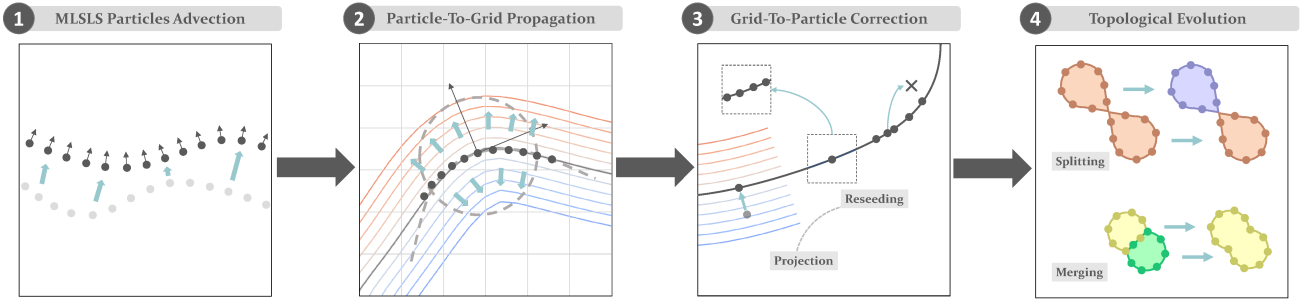 1 MLSLS Particles Advection
2 Particle-To-Grid Propagation
3 Grid-To-Particle Correction
4 Topological Evolution
Reseeding
Projection
Splitting
Merging